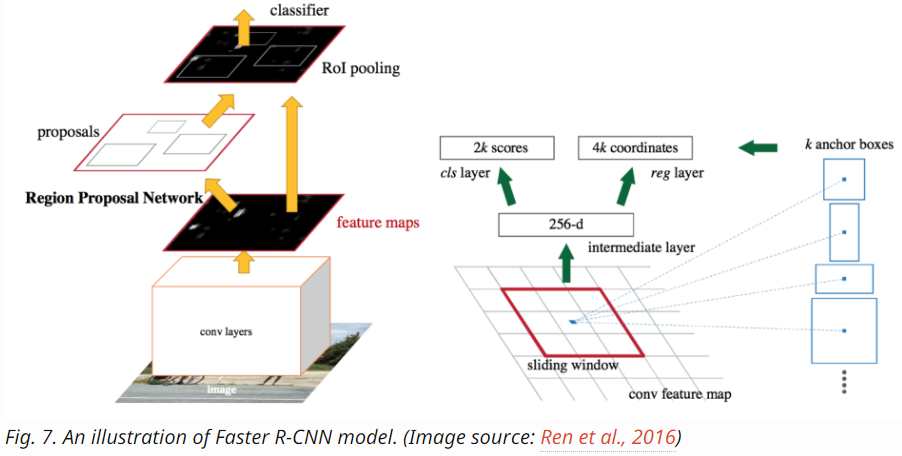 classifier
RoI pooling
proposals
Region Proposal Network
feature maps
conv layers
image
2k scores
4k coordinates
k anchor boxes
cls layer
reg layer
256-d
intermediate layer
sliding window
conv feature map
Fig. 7. An illustration of Faster R-CNN model. (Image source: Ren et al., 2016)